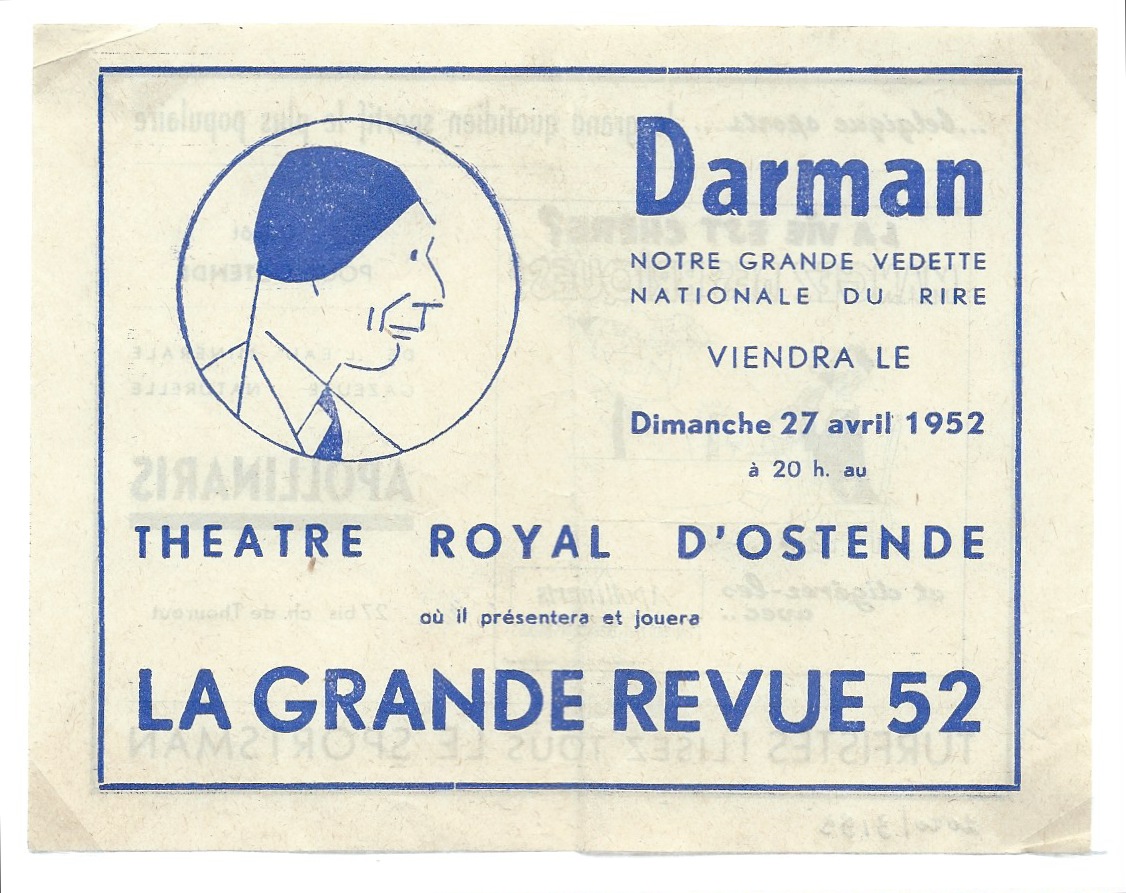 Darman
NOTRE GRANDE VEDETTE
NATIONALE DU RIRE
VIENDRA LE
Dimanche 27 avril 1952
à 20 h. au
THEATRE ROYAL D'OSTENDE
où il présentera et jouera
LA GRANDE REVUE 52